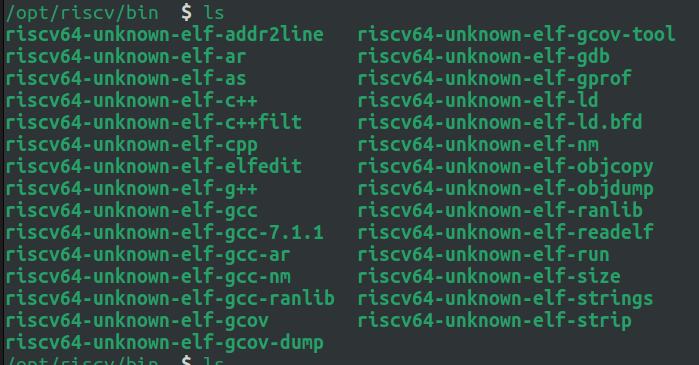 /opt/riscv/bin $ ls
riscv64-unknown-elf-addr2line riscv64-unknown-elf-gcov-tool
riscv64-unknown-elf-ar riscv64-unknown-elf-gdb
riscv64-unknown-elf-as riscv64-unknown-elf-gprof
riscv64-unknown-elf-c++ riscv64-unknown-elf-ld
riscv64-unknown-elf-c++filt riscv64-unknown-elf-ld.bfd
riscv64-unknown-elf-cpp riscv64-unknown-elf-nm
riscv64-unknown-elf-elfedit riscv64-unknown-elf-objcopy
riscv64-unknown-elf-g++ riscv64-unknown-elf-objdump
riscv64-unknown-elf-gcc riscv64-unknown-elf-ranlib
riscv64-unknown-elf-gcc-7.1.1 riscv64-unknown-elf-readelf
riscv64-unknown-elf-gcc-ar riscv64-unknown-elf-run
riscv64-unknown-elf-gcc-nm riscv64-unknown-elf-size
riscv64-unknown-elf-gcc-ranlib riscv64-unknown-elf-strings
riscv64-unknown-elf-gcov riscv64-unknown-elf-strip
riscv64-unknown-elf-gcov-dump
/opt/riscv/bin $ ls